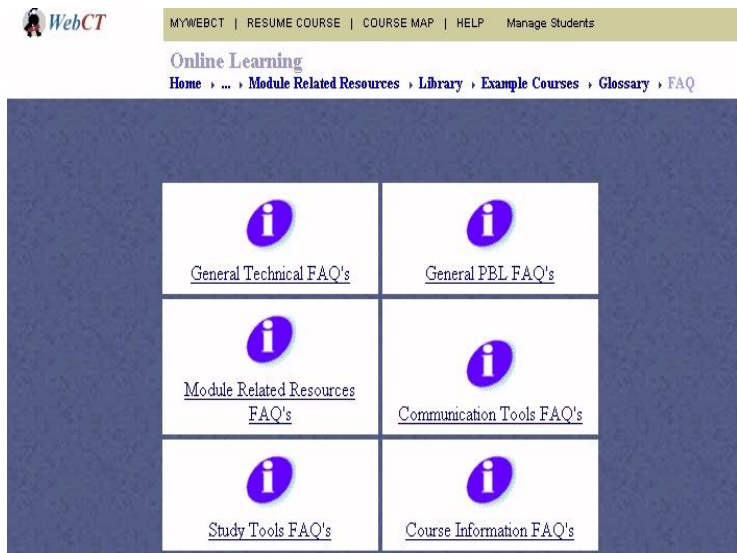 WebCT
MYWEBCT | RESUME COURSE | COURSE MAP | HELP Manage Students
Online Learning
Home › ... › Module Related Resources › Library › Example Courses › Glossary › FAQ
General Technical FAQ's
General PBL FAQ's
Module Related Resources
FAQ's
Communication Tools FAQ's
Study Tools FAQ's
Course Information FAQ's